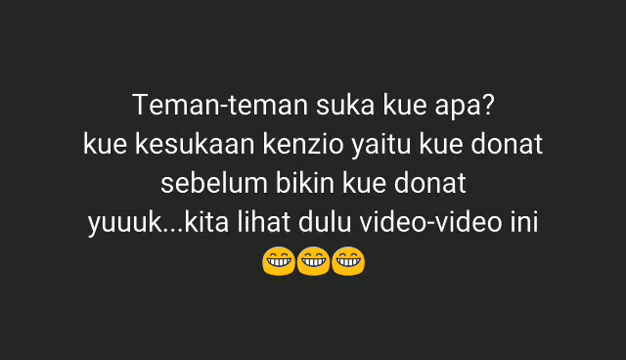 Teman-teman suka kue apa?
kue kesukaan kenzio yaitu kue donat
sebelum bikin kue donat
yuuuk...kita lihat dulu video-video ini
😁😁😁